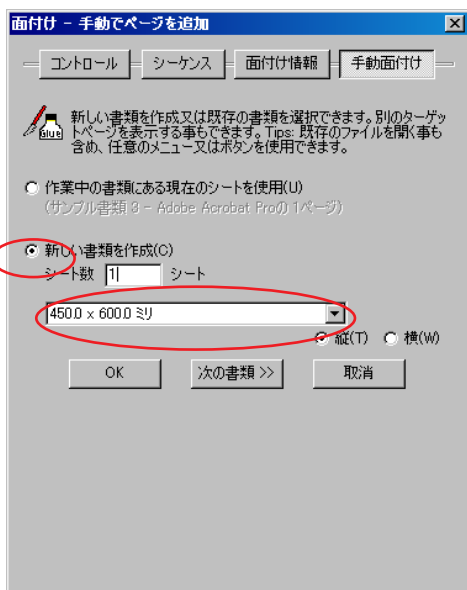 面付け - 手動でページを追加
コントロール シーケンス 面付け情報 手動面付け
新しい書類を作成又は既存の書類を選択できます。別のターゲッ
トページを表示する事もできます。Tips: 既存のファイルを開く事も
含め、任意のメニュー又はボタンを使用できます。
Glue
作業中の書類にある現在のシートを使用(U)
(サンプル書類 3 - Adobe Acrobat Proの 1ページ)
新しい書類を作成(C)
シート数 1 シート
450.0 x 600.0 ミリ
縦(T) 横(W)
OK 次の書類 >> 取消